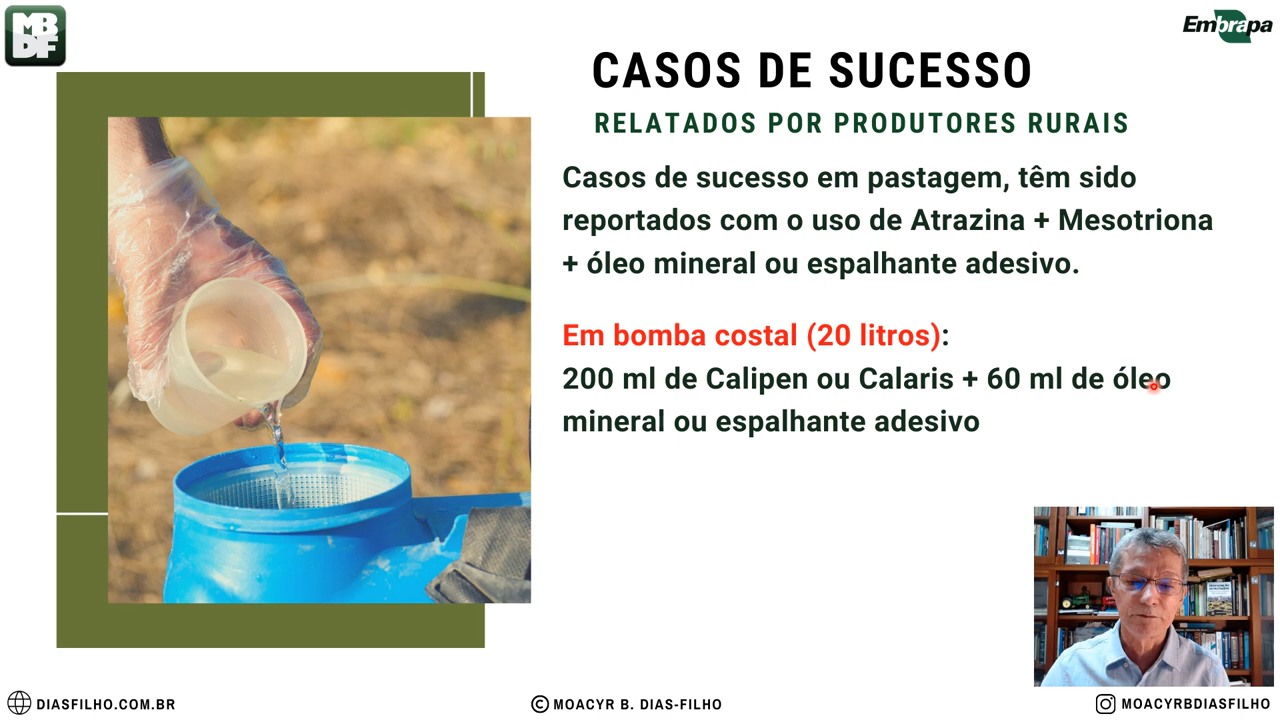 MB
DF
Embrapa
CASOS DE SUCESSO
RELATADOS POR PRODUTORES RURAIS
Casos de sucesso em pastagem, têm sido
reportados com o uso de Atrazina + Mesotriona
+ óleo mineral ou espalhante adesivo.
Em bomba costal (20 litros):
200 ml de Calipen ou Calaris + 60 ml de óleo
mineral ou espalhante adesivo
DIASFILHO.COM.BR
© MOACYR B. DIAS-FILHO
MOACYRBDIASFILHO